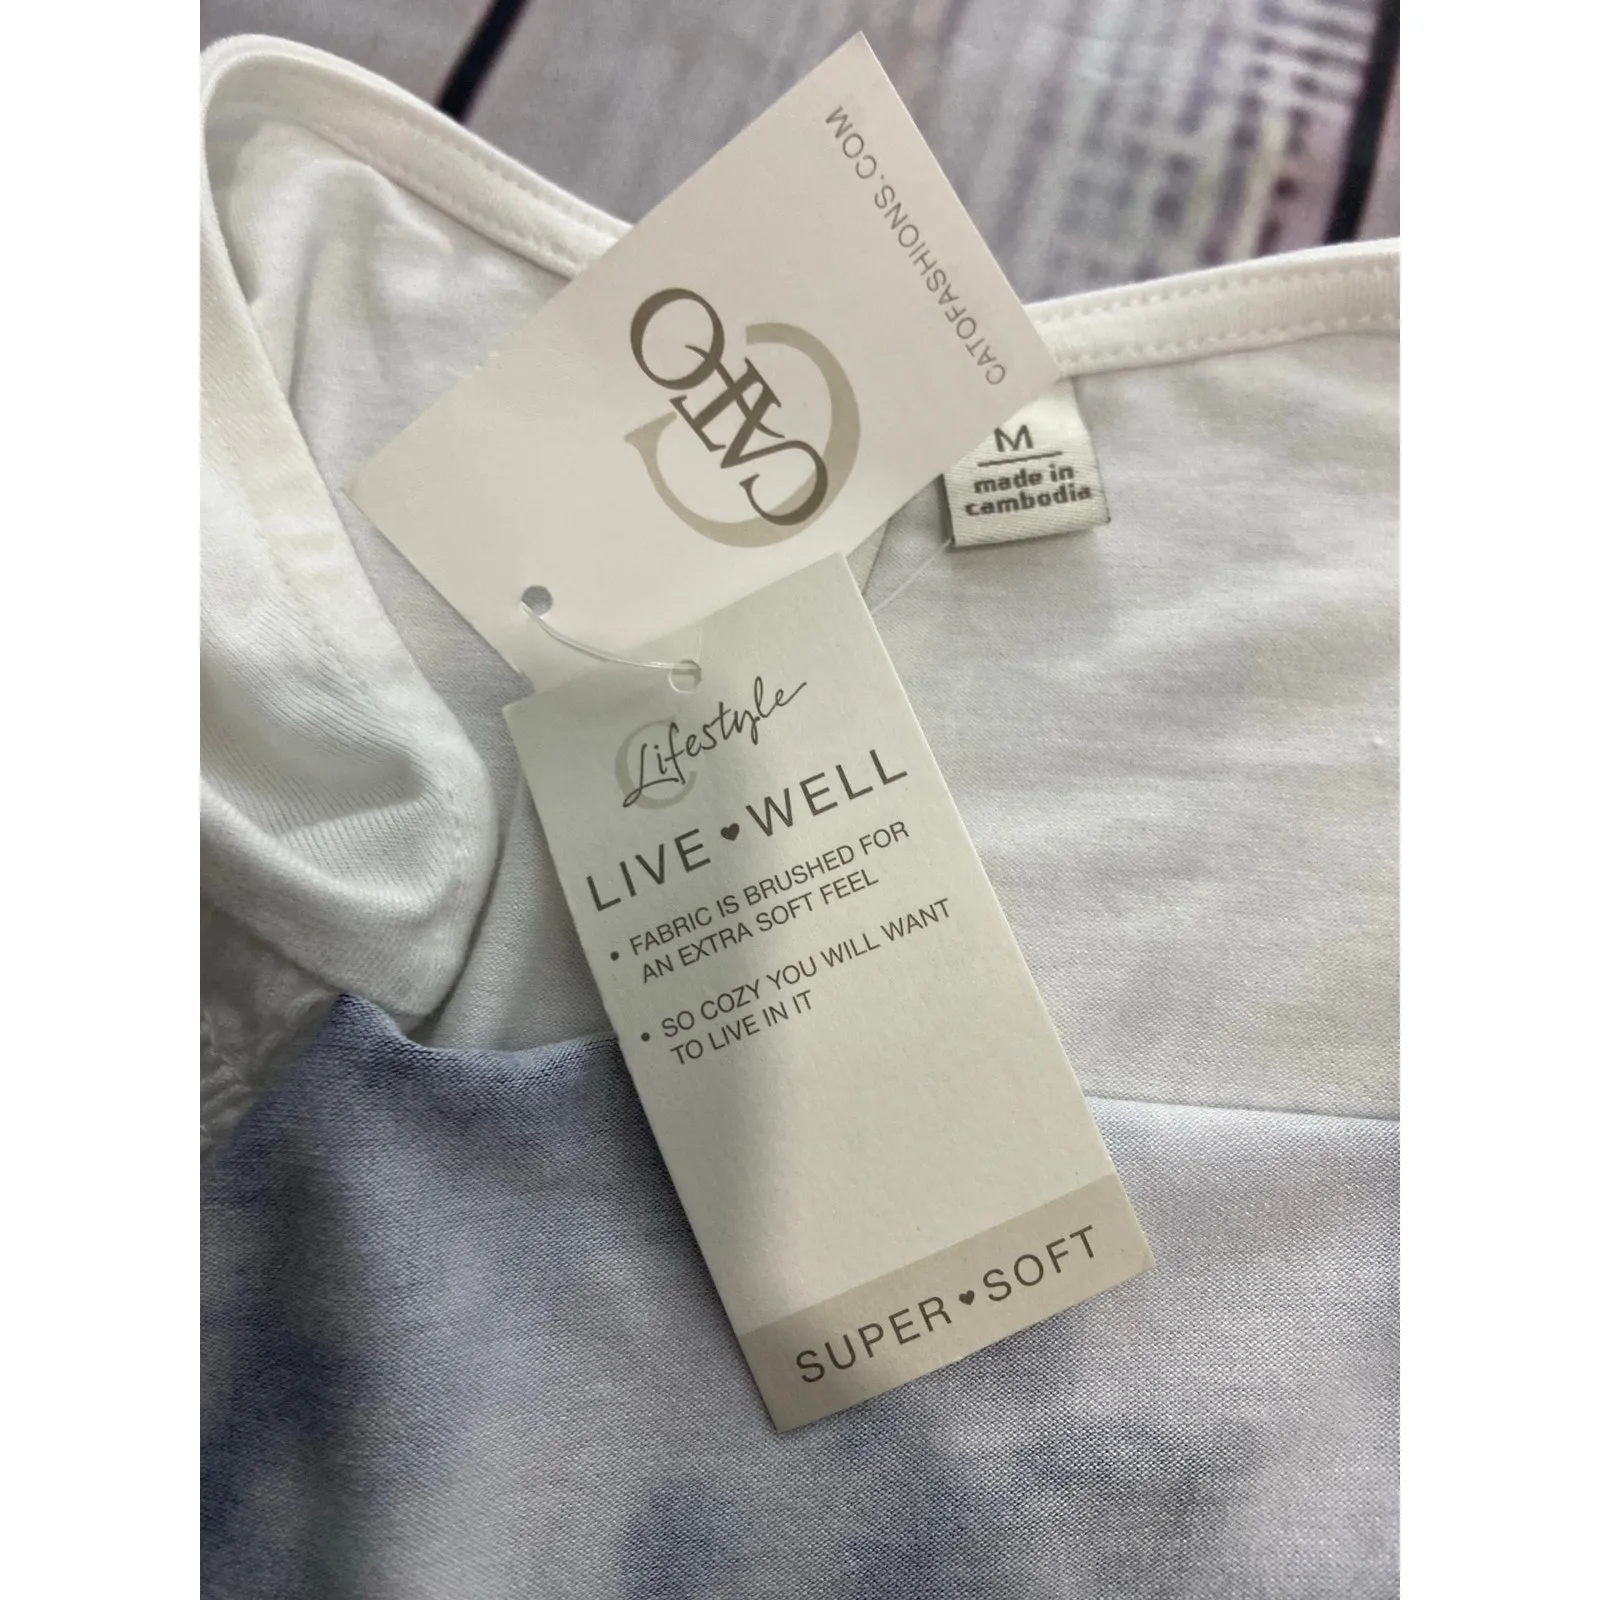 CATOFASHIONS.COM
CATO
M
made in
cambodia
C
Lifestyle
LIVE ♥ WELL
• FABRIC IS BRUSHED FOR
AN EXTRA SOFT FEEL
• SO COZY YOU WILL WANT
TO LIVE IN IT
SUPER ♥ SOFT